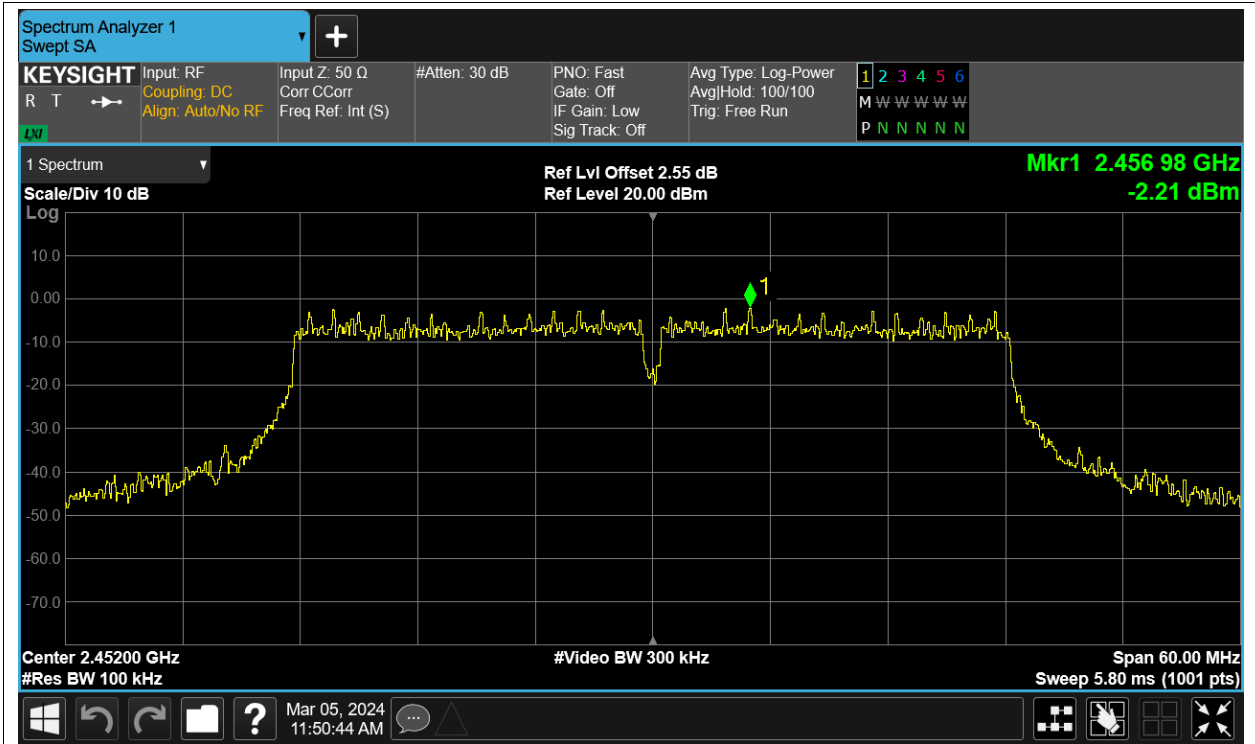 Spectrum Analyzer 1
Swept SA
KEYSIGHT
R T
LXI
Input: RF
Coupling: DC
Align: Auto/No RF
Input Z: 50 Ω
Corr CCorr
Freq Ref: Int (S)
#Atten: 30 dB
PNO: Fast
Gate: Off
IF Gain: Low
Sig Track: Off
Avg Type: Log-Power
Avg|Hold: 100/100
Trig: Free Run
1 2 3 4 5 6
M W W W W W
P N N N N N
1 Spectrum
Scale/Div 10 dB
Log
Ref Lvl Offset 2.55 dB
Ref Level 20.00 dBm
Mkr1 2.456 98 GHz
-2.21 dBm
10.0
0.00
-10.0
-20.0
-30.0
-40.0
-50.0
-60.0
-70.0
1
Center 2.45200 GHz
#Res BW 100 kHz
#Video BW 300 kHz
Span 60.00 MHz
Sweep 5.80 ms (1001 pts)
?
Mar 05, 2024
11:50:44 AM